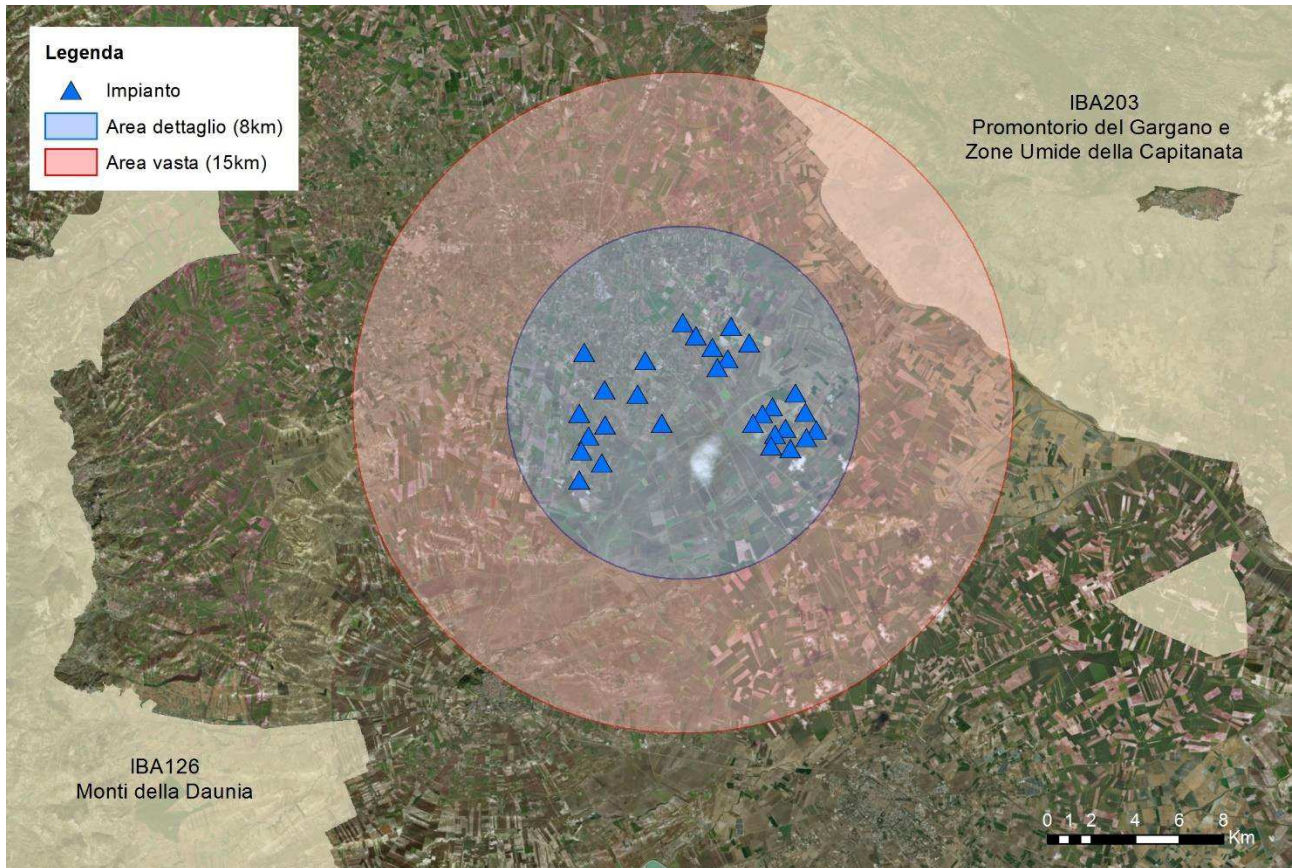 Legenda
Impianto
Area dettaglio (8km)
Area vasta (15km)
IBA203
Promontorio del Gargano e
Zone Umide della Capitanata
IBA126
Monti della Daunia
0 1 2 4 6 8
Km